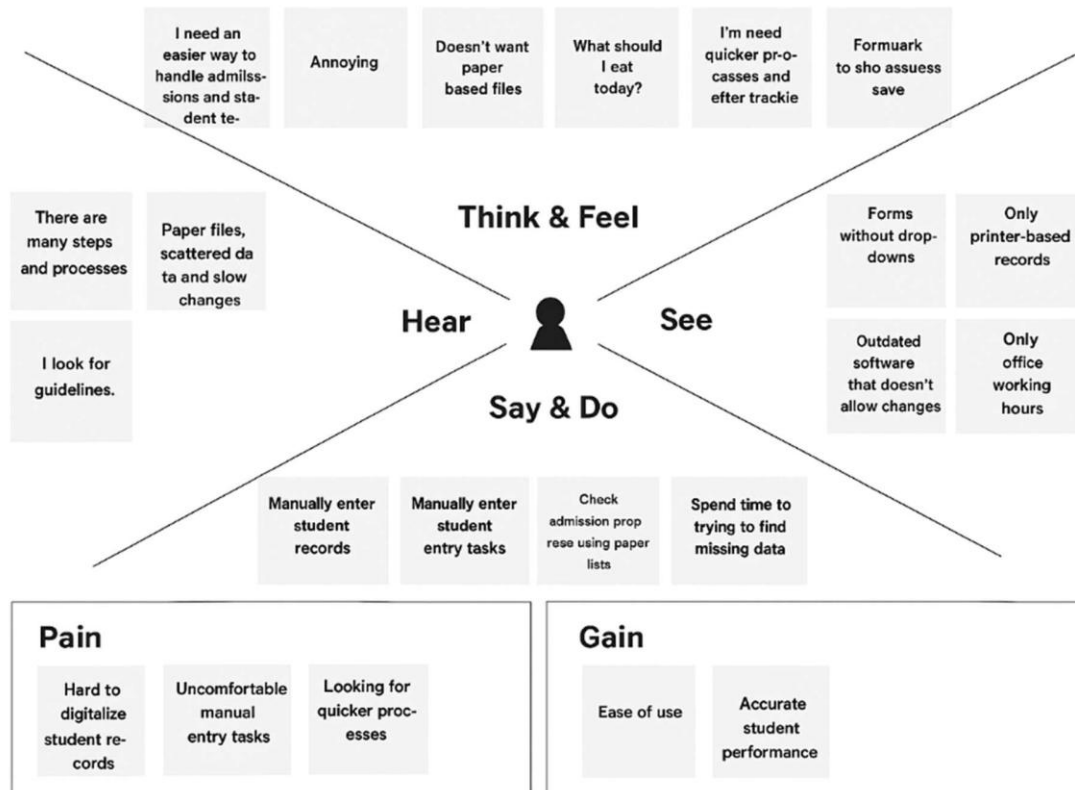 I need an
easier way to
handle admilss-
sions and sta-
dent te-
Annoying
Doesn't want
paper
based files
What should
I eat
today?
I'm need
quicker pr-o-
casses and
efter trackie
Formuark
to sho assuess
save
Think & Feel
There are
many steps
and processes
Paper files,
scattered da
ta and slow
changes
I look for
guidelines.
Hear
See
Forms
without drop-
downs
Only
printer-based
records
Outdated
software
that doesn't
allow changes
Only
office
working
hours
Say & Do
Manually enter
student
records
Manually enter
student
entry tasks
Check
admission prop
rese using paper
lists
Spend time to
trying to find
missing data
Pain
Hard to
digitalize
student re-
cords
Uncomfortable
manual
entry tasks
Looking for
quicker proc-
esses
Gain
Ease of use
Accurate
student
performance